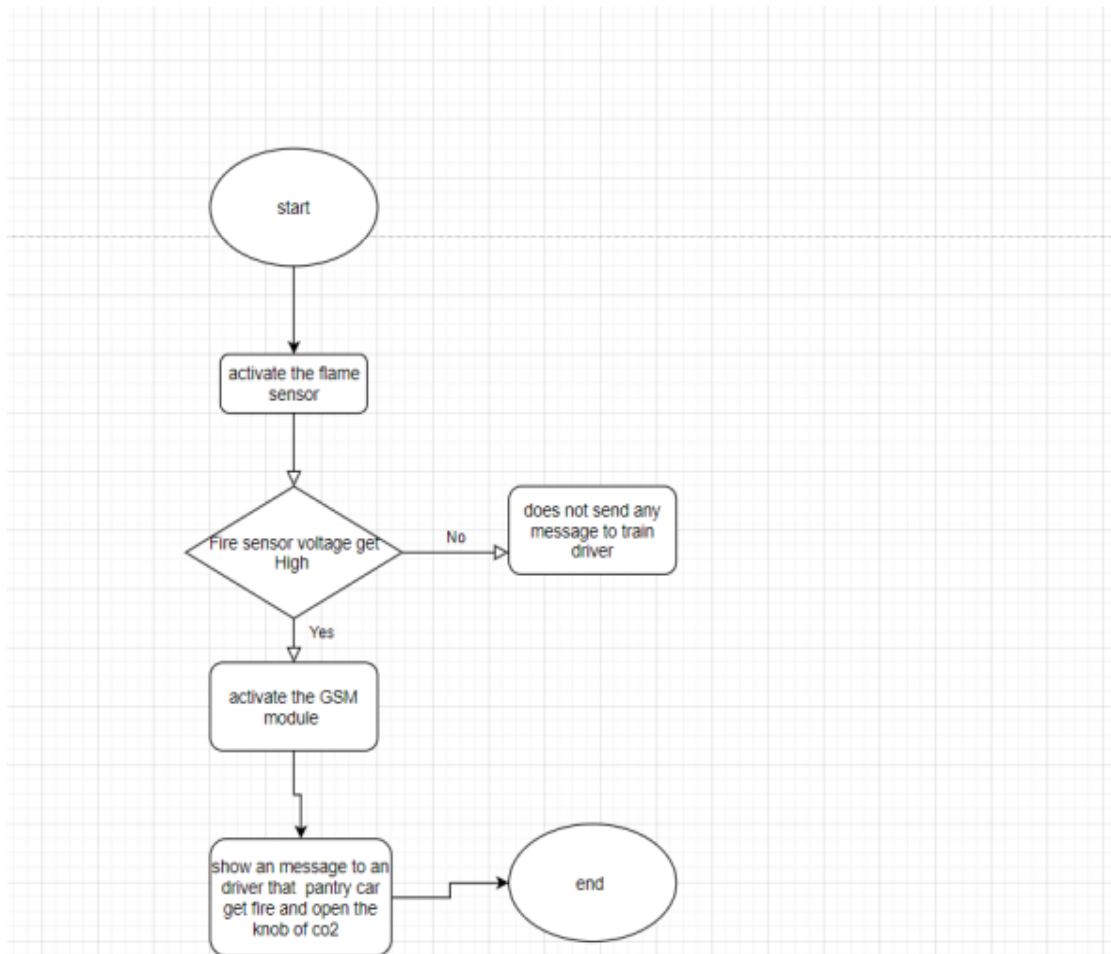 start
activate the flame
sensor
Fire sensor voltage get
High
No
does not send any
message to train
driver
Yes
activate the GSM
module
show an message to an
driver that pantry car
get fire and open the
knob of co2
end